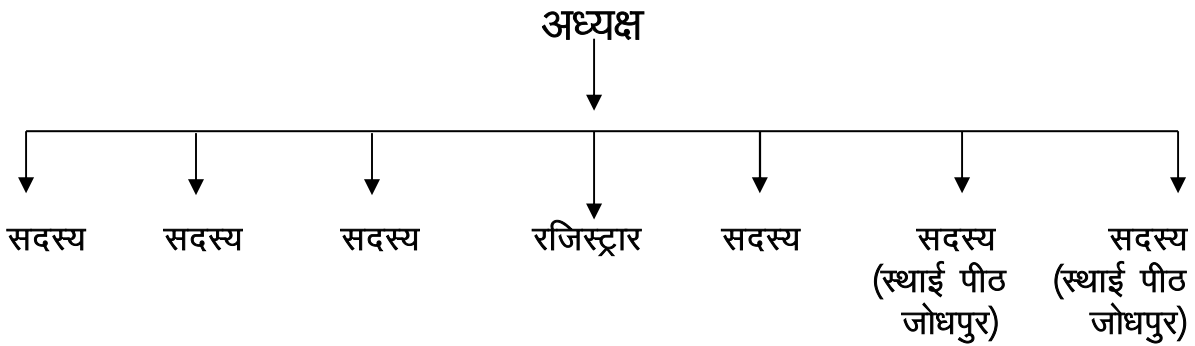 अध्यक्ष
सदस्य सदस्य सदस्य रजिस्ट्रार सदस्य सदस्य सदस्य
(स्थाई पीठ (स्थाई पीठ
जोधपुर) जोधपुर)